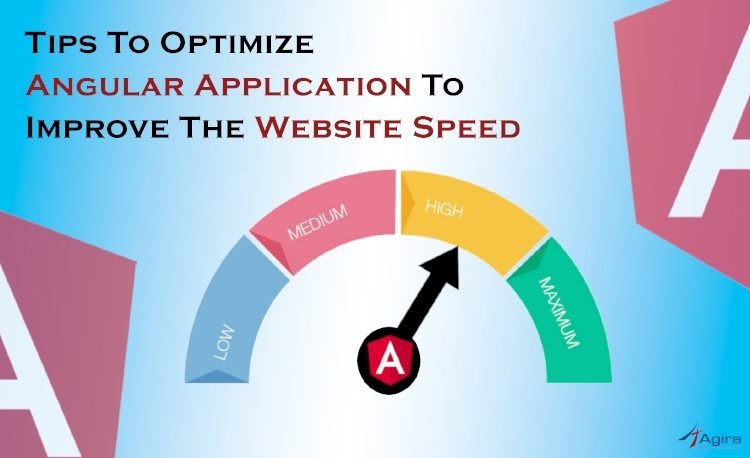 Tips To Optimize
Angular Application To
Improve The Website Speed
LOW
MEDIUM
HIGH
MAXIMUM
A
A
A
Agira